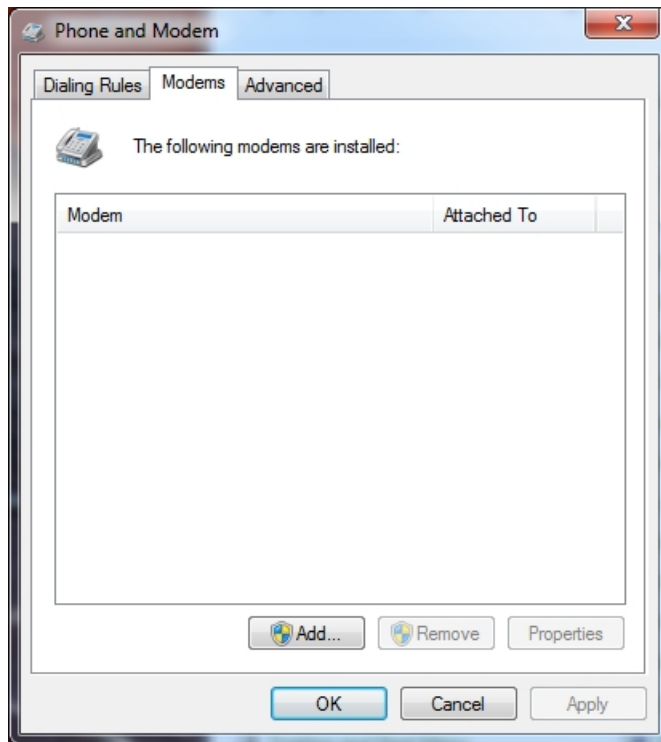 Phone and Modem
Dialing Rules Modems Advanced
The following modems are installed:
Modem Attached To
Add... Remove Properties
OK Cancel Apply